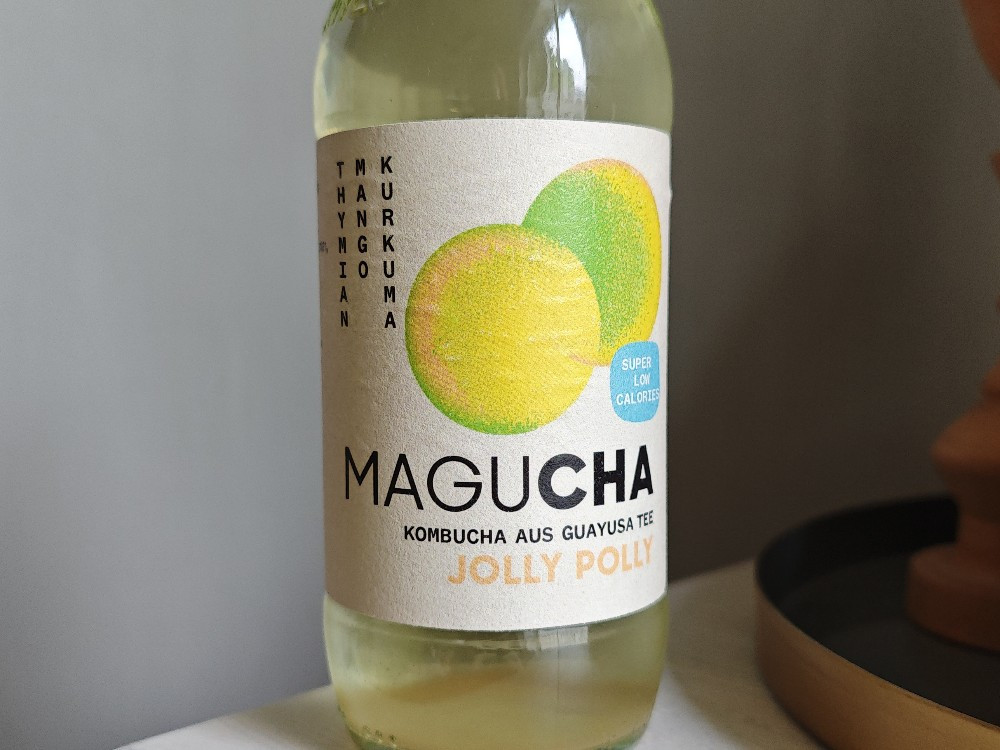 THYMIAN
MANGO
KURKUMA
SUPER
LOW
CALORIES
MAGUCHA
KOMBUCHA AUS GUAYUSA TEE
JOLLY POLLY